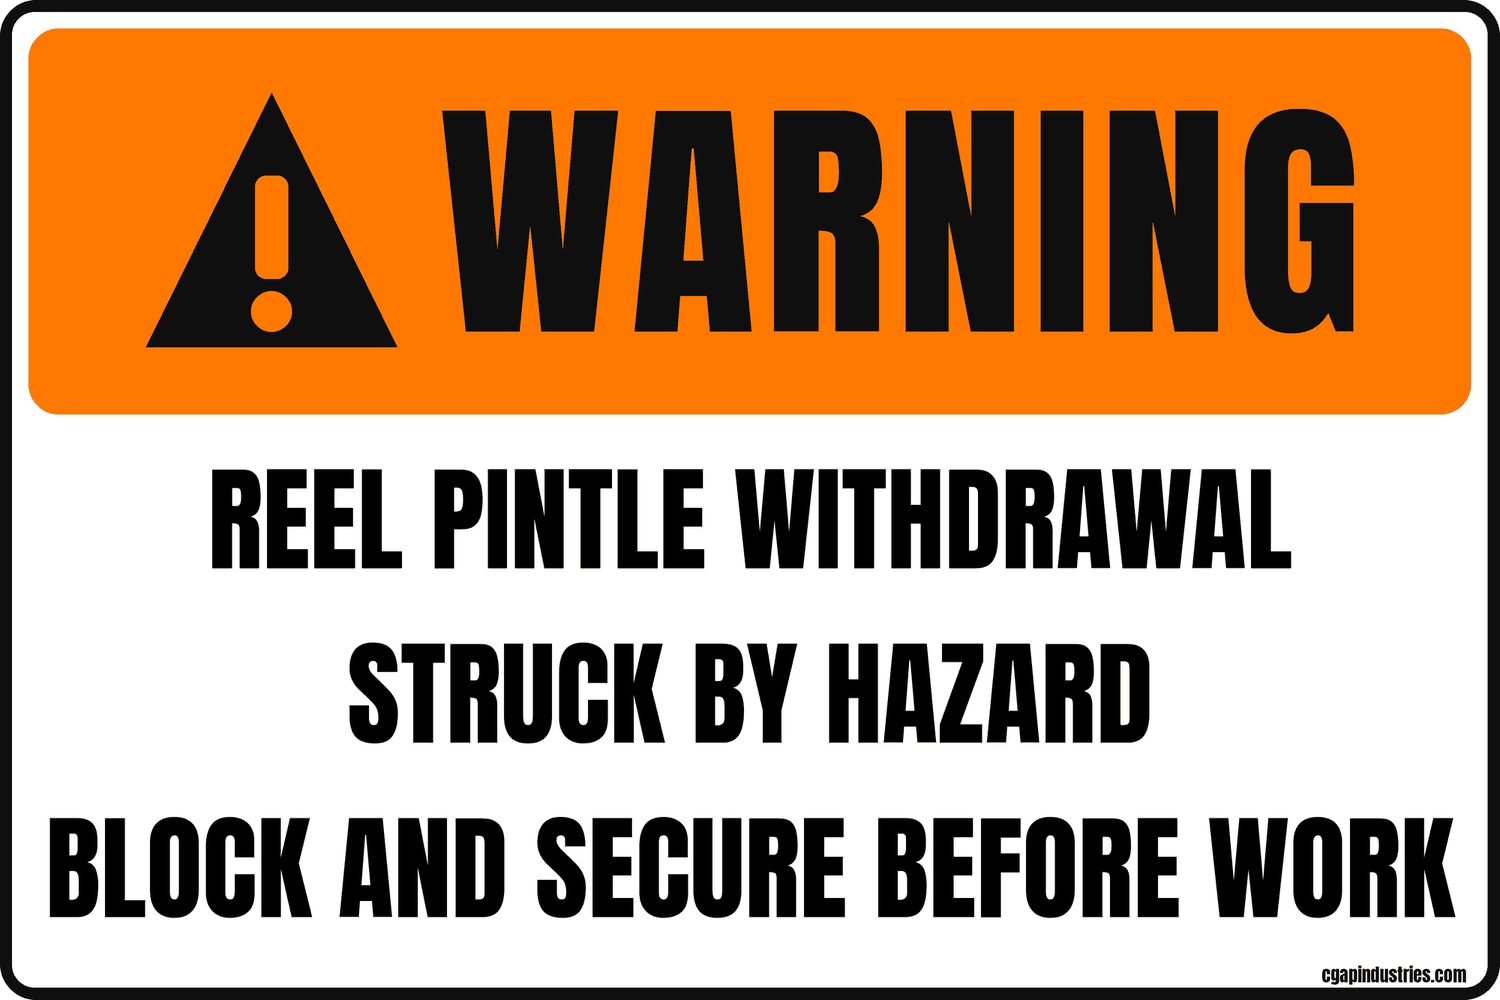 WARNING
REEL PINTLE WITHDRAWAL
STRUCK BY HAZARD
BLOCK AND SECURE BEFORE WORK
cgapindustries.com